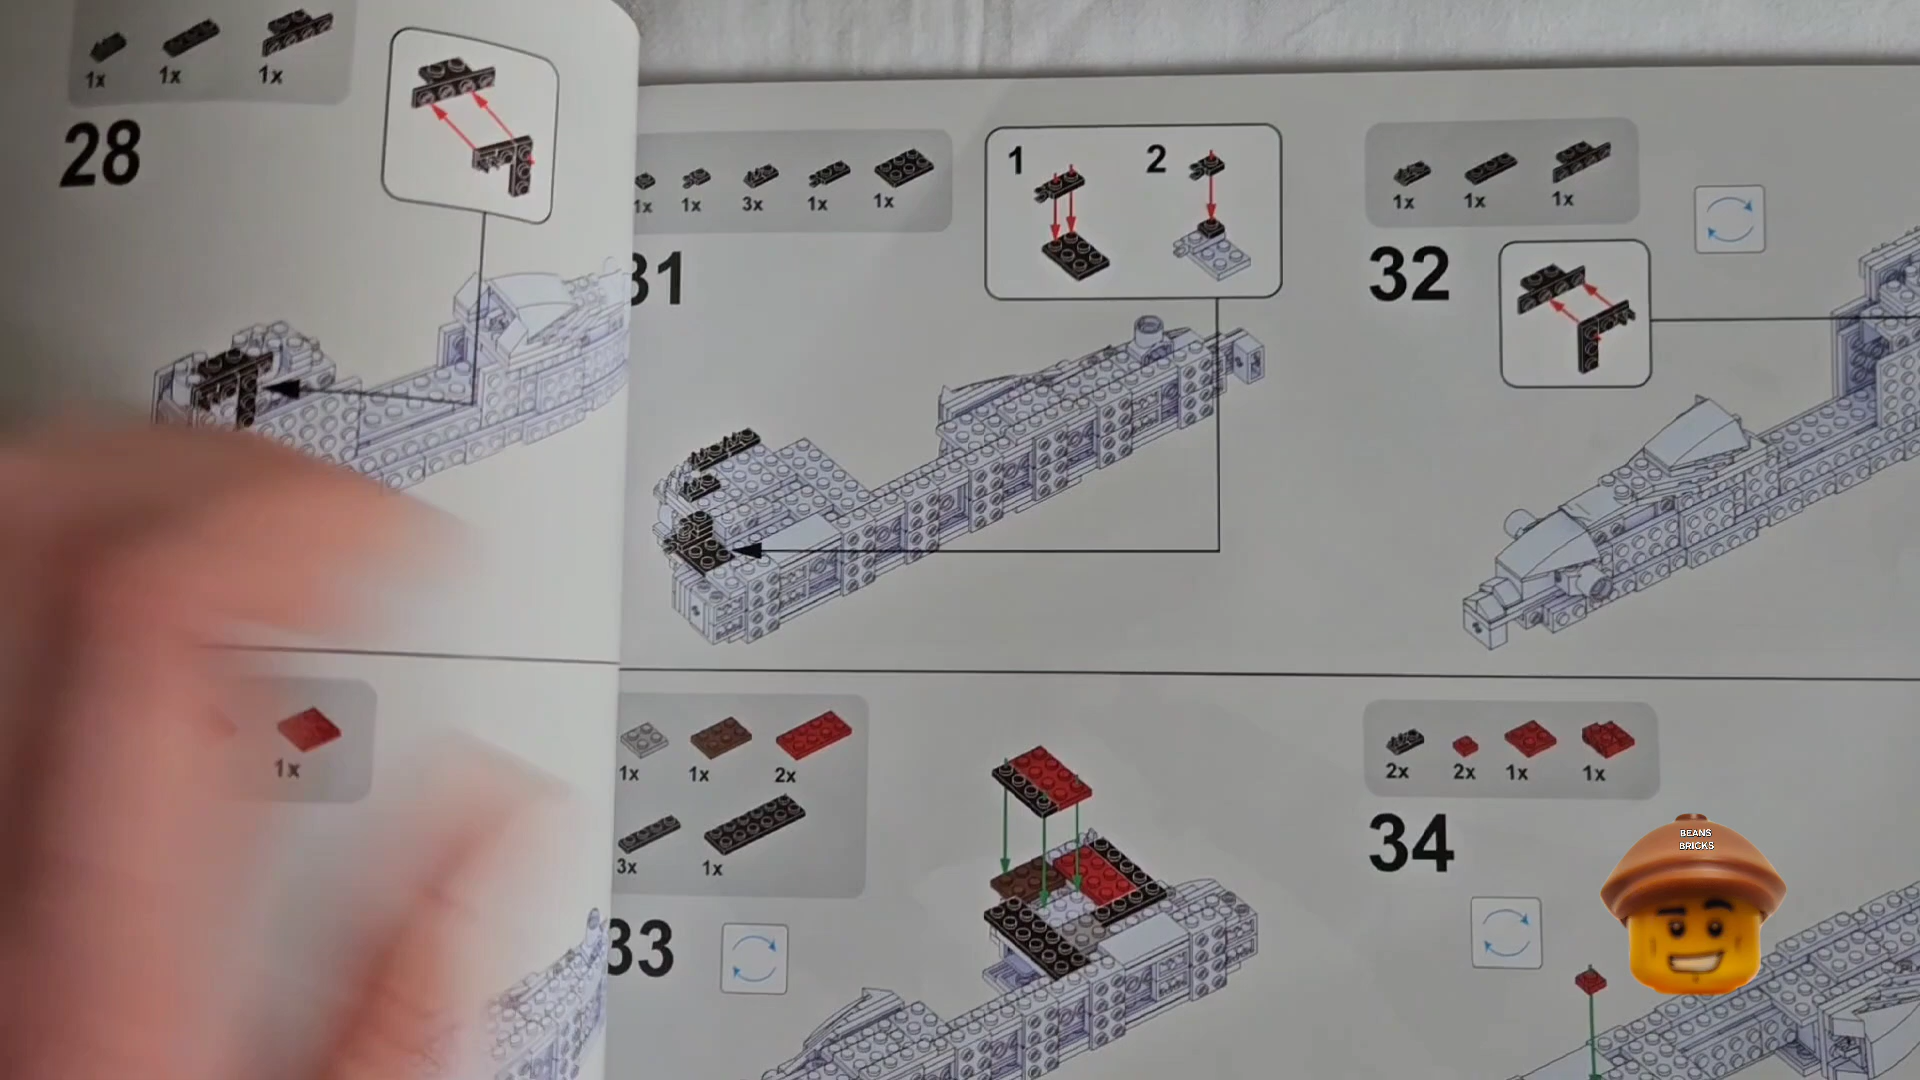 1x 1x 1x
28
1x
1x 1x 3x 1x 1x
1 2
31
1x 1x 1x
32
1x 1x 2x
3x 1x
33
2x 2x 1x 1x
34
BEANS
BRICKS